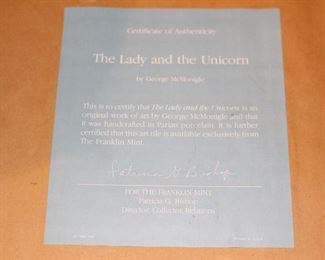 Certificate of Authenticity
The Lady and the Unicorn
by George McMonigle
This is to certify that The Lady and the Unicorn is an
original work of art by George McMonigle and that
it was handcrafted in Parian porcelain. It is further
certified that this art tile is available exclusively from
The Franklin Mint.
Patricia G Bishop
FOR THE FRANKLIN MINT
Patricia G. Bishop
Director Collector Relations